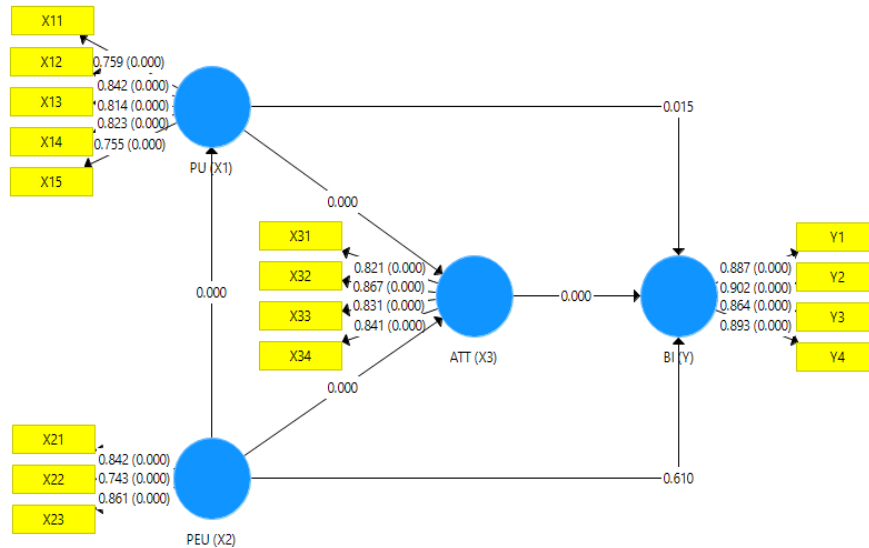 X11
X12
X13
X14
X15
0.759 (0.000)
0.842 (0.000)
0.814 (0.000)
0.823 (0.000)
0.755 (0.000)
PU (X1)
0.015
0.000
0.000
X31
X32
X33
X34
0.821 (0.000)
0.867 (0.000)
0.831 (0.000)
0.841 (0.000)
ATT (X3)
0.000
BI (Y)
0.887 (0.000)
0.902 (0.000)
0.864 (0.000)
0.893 (0.000)
Y1
Y2
Y3
Y4
0.000
X21
X22
X23
0.842 (0.000)
0.743 (0.000)
0.861 (0.000)
PEU (X2)
0.610